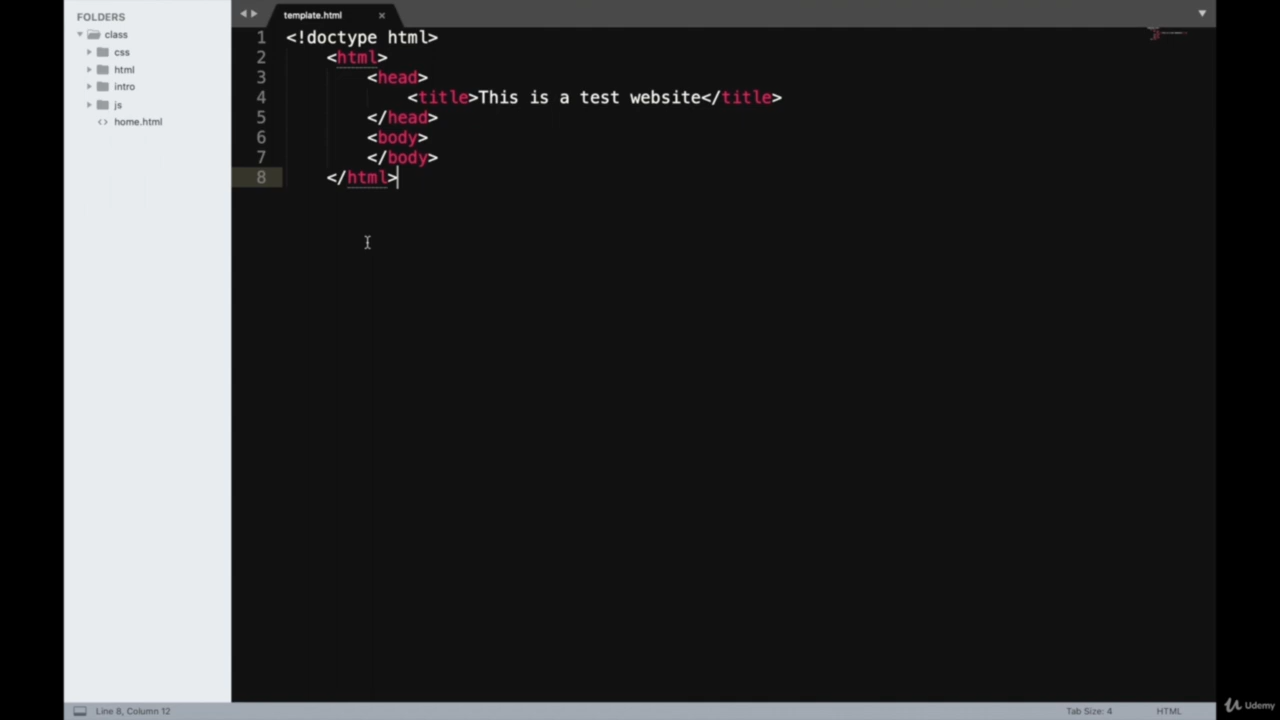 FOLDERS
class
css
html
intro
js
home.html
template.html
1 <!doctype html>
2 <html>
3 <head>
4 <title>This is a test website</title>
5 </head>
6 <body>
7 </body>
8 </html>
Line 8, Column 12
Tab Size: 4
HTML
Udemy